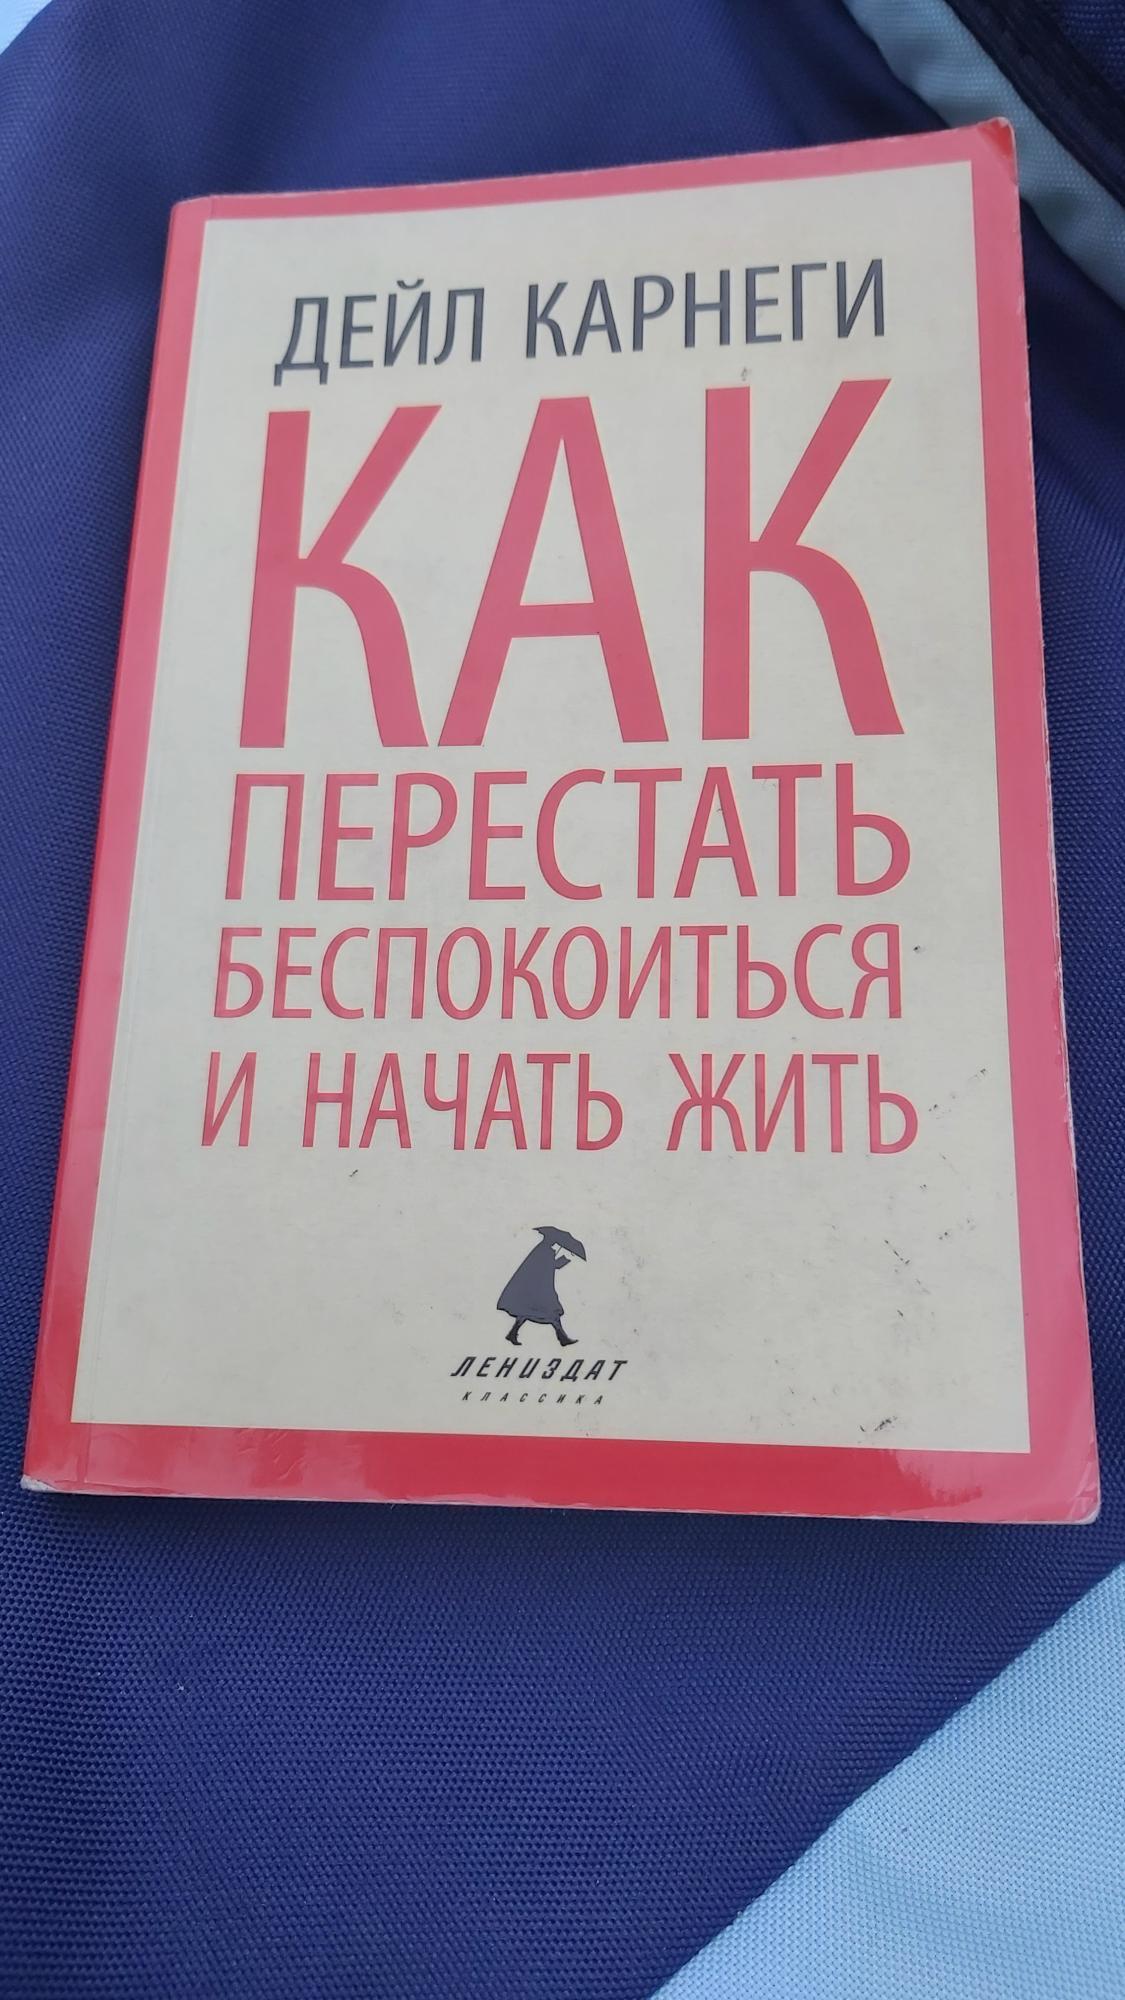 ДЕЙЛ КАРНЕГИ
КАК
ПЕРЕСТАТЬ
БЕСПОКОИТЬСЯ
И НАЧАТЬ ЖИТЬ
ЛЕНИЗДАТ
КЛАССИКА